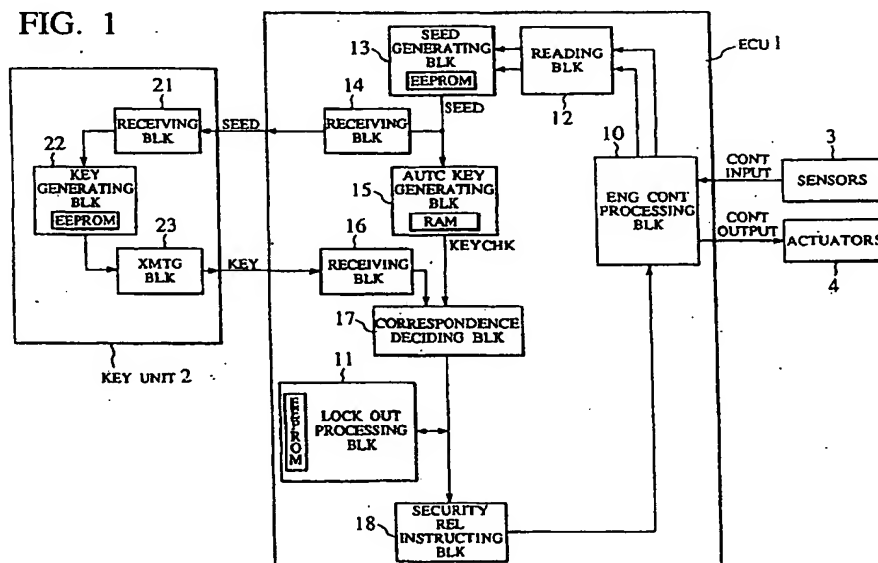 FIG. 1
ECU 1
13
SEED
GENERATING
BLK
EEPROM
SEED
READING
BLK
12
21
RECEIVING
BLK
SEED
14
RECEIVING
BLK
22
KEY
GENERATING
BLK
EEPROM
15
AUTC KEY
GENERATING
BLK
RAM
KEYCHK
10
ENG CONT
PROCESSING
BLK
CONT
INPUT
3
SENSORS
CONT
OUTPUT
ACTUATORS
4
23
XMTG
BLK
KEY
16
RECEIVING
BLK
17
CORRESPONDENCE
DECIDING BLK
KEY UNIT 2
11
EEPROM
LOCK OUT
PROCESSING
BLK
18
SECURITY
REL
INSTRUCTING
BLK